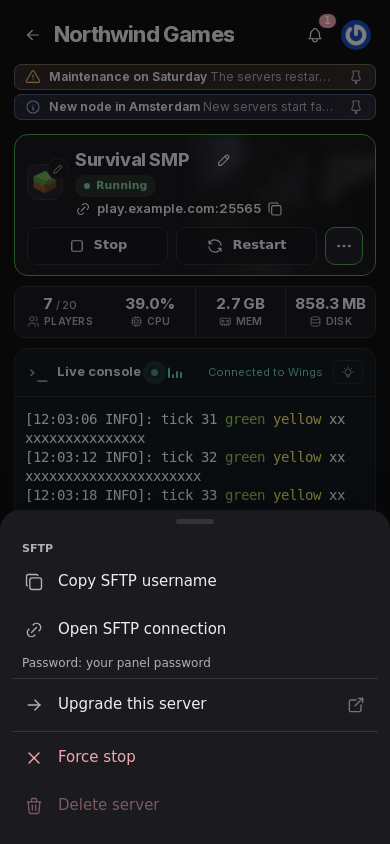 Northwind Games
1
Maintenance on Saturday The servers restar...
New node in Amsterdam New servers start fa...
Survival SMP
Running
play.example.com:25565
Stop
Restart
7 / 20
PLAYERS
39.0%
CPU
2.7 GB
MEM
858.3 MB
DISK
Live console
Connected to Wings
[12:03:06 INFO]: tick 31 green yellow xx
xxxxxxxxxxxxxxx
[12:03:12 INFO]: tick 32 green yellow xx
xxxxxxxxxxxxxxxxxxxxxx
[12:03:18 INFO]: tick 33 green yellow xx
SFTP
Copy SFTP username
Open SFTP connection
Password: your panel password
Upgrade this server
Force stop
Delete server